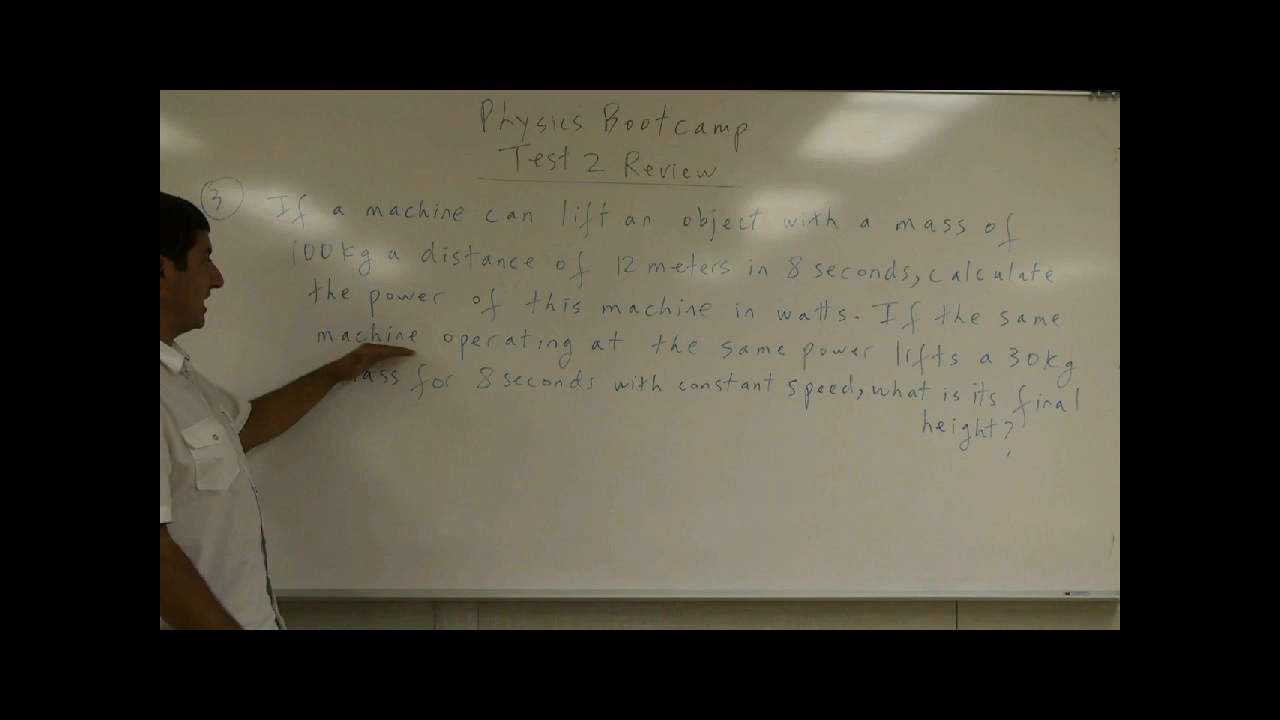 Physics Bootcamp
Test 2 Review
3 If a machine can lift an object with a mass of
100kg a distance of 12 meters in 8 seconds, calculate
the power of this machine in watts. If the same
machine operating at the same power lifts a 30kg
mass for 8 seconds with constant speed, what is its final
height?